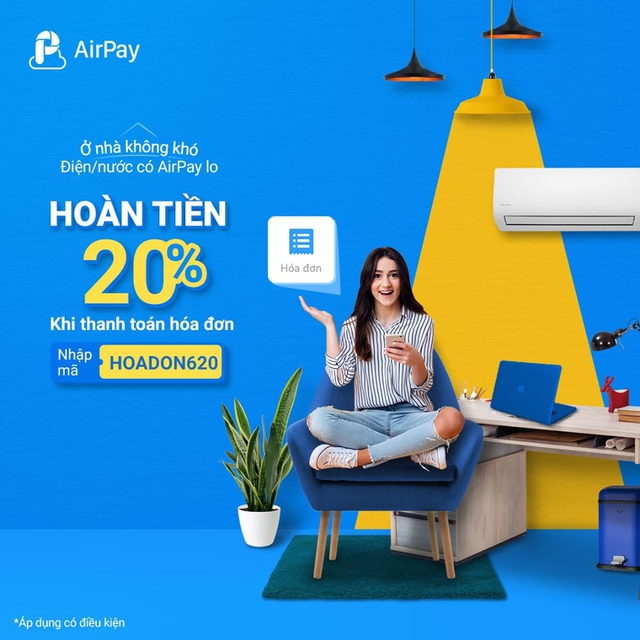 AirPay
Ở nhà không khó
Điện/nước có AirPay lo
HOÀN TIỀN
20%
Khi thanh toán hóa đơn
Nhập
mã
HOADON620
Hóa đơn
*Áp dụng có điều kiện